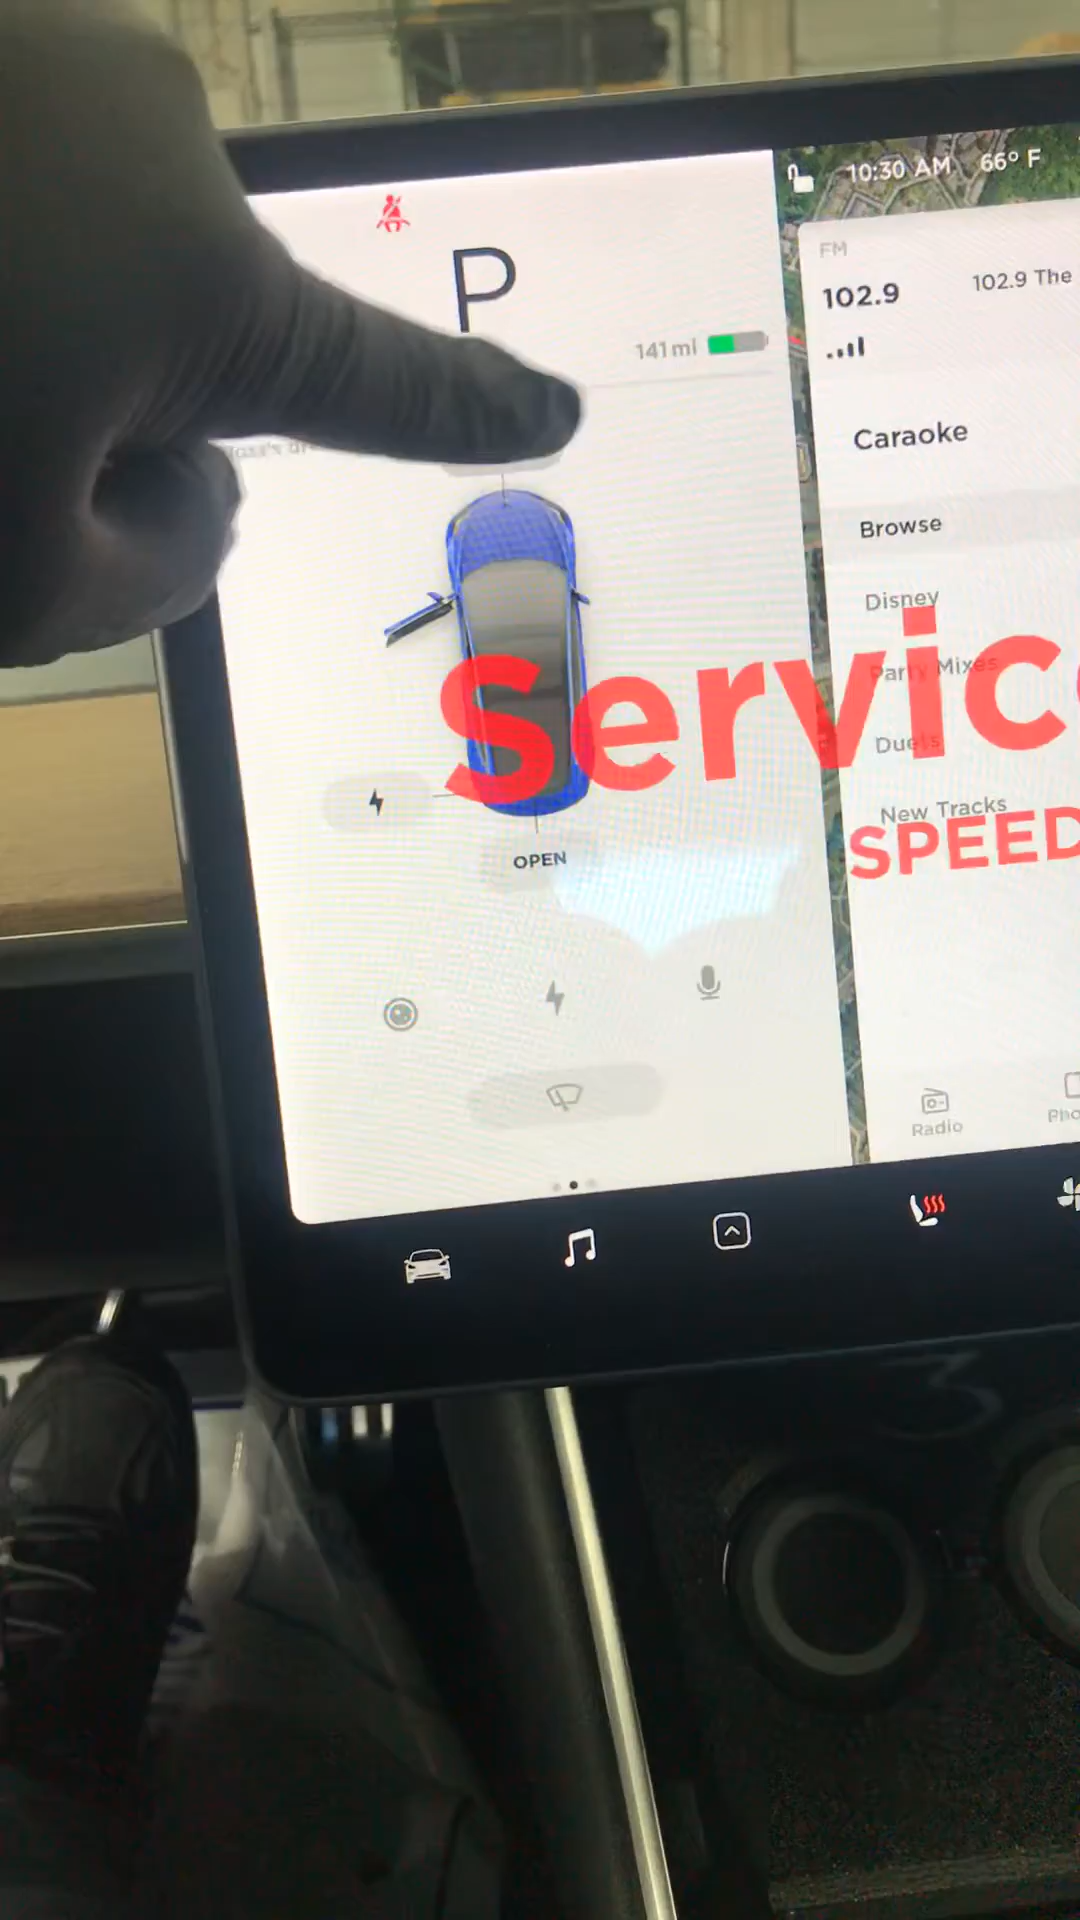 10:30 AM 66° F
P
141 mi
FM
102.9 102.9 The
Caraoke
Browse
Disney
Party Mixes
Duets
New Tracks
Servic
SPEED
OPEN
Radio